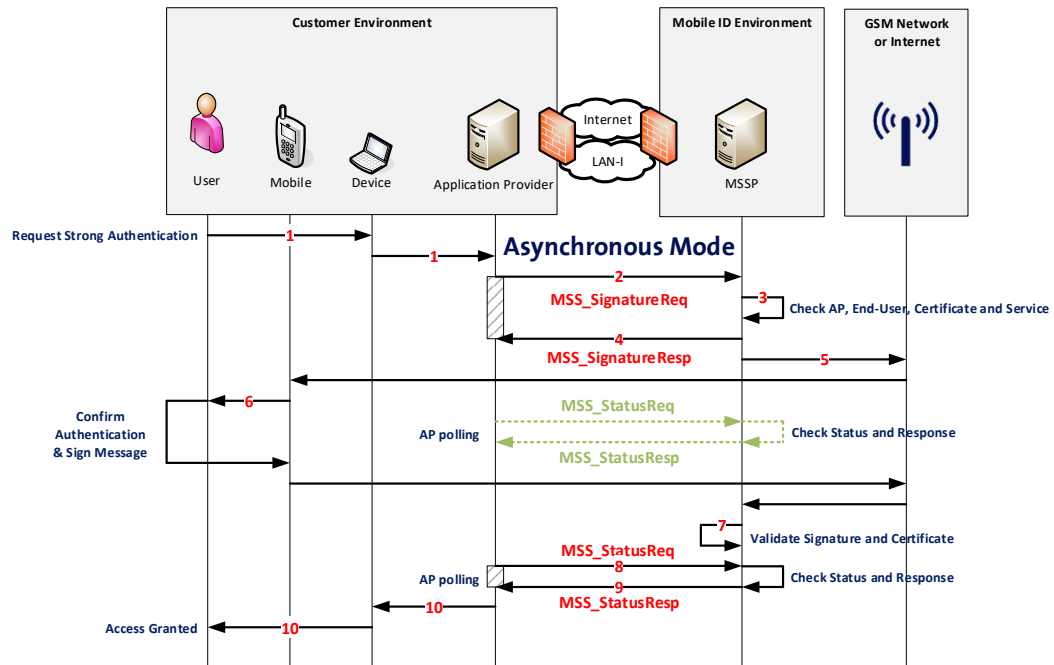 Customer Environment
Mobile ID Environment
GSM Network
or Internet
Internet
LAN-I
User
Mobile
Device
Application Provider
MSSP
Request Strong Authentication
1
1
Asynchronous Mode
2
MSS_SignatureReq
3
Check AP, End-User, Certificate and Service
4
MSS_SignatureResp
5
6
Confirm
Authentication
& Sign Message
MSS_StatusReq
AP polling
Check Status and Response
MSS_StatusResp
7
Validate Signature and Certificate
MSS_StatusReq
8
AP polling
Check Status and Response
9
MSS_StatusResp
10
Access Granted
10